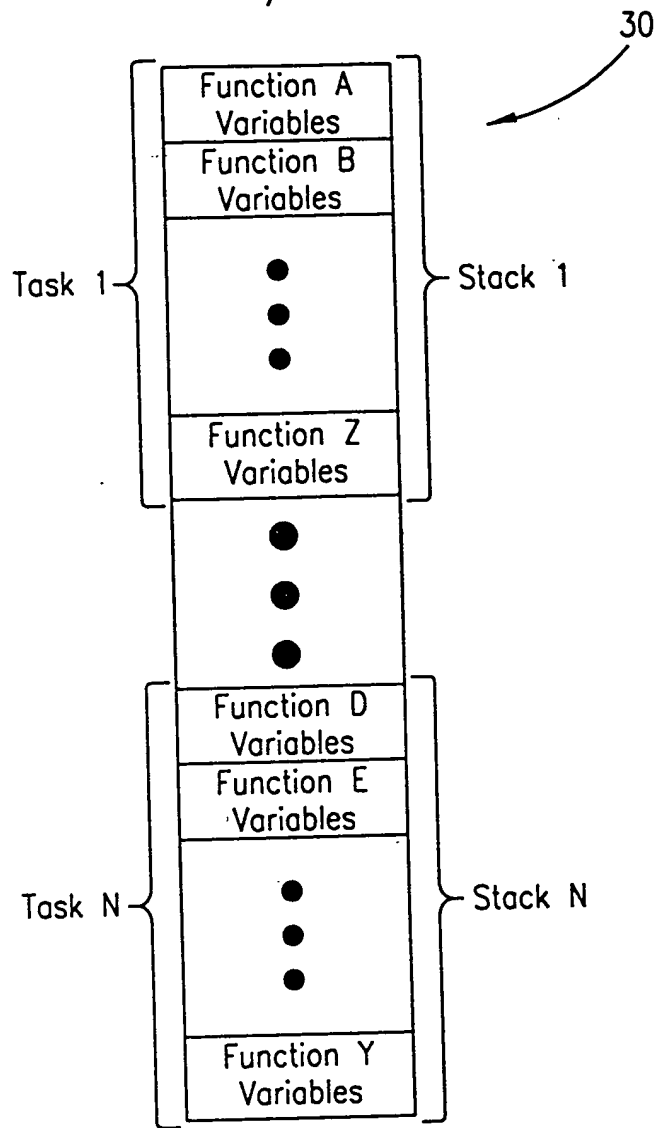 30
Function A
Variables
Function B
Variables
Task 1
Stack 1
Function Z
Variables
Function D
Variables
Function E
Variables
Task N
Stack N
Function Y
Variables